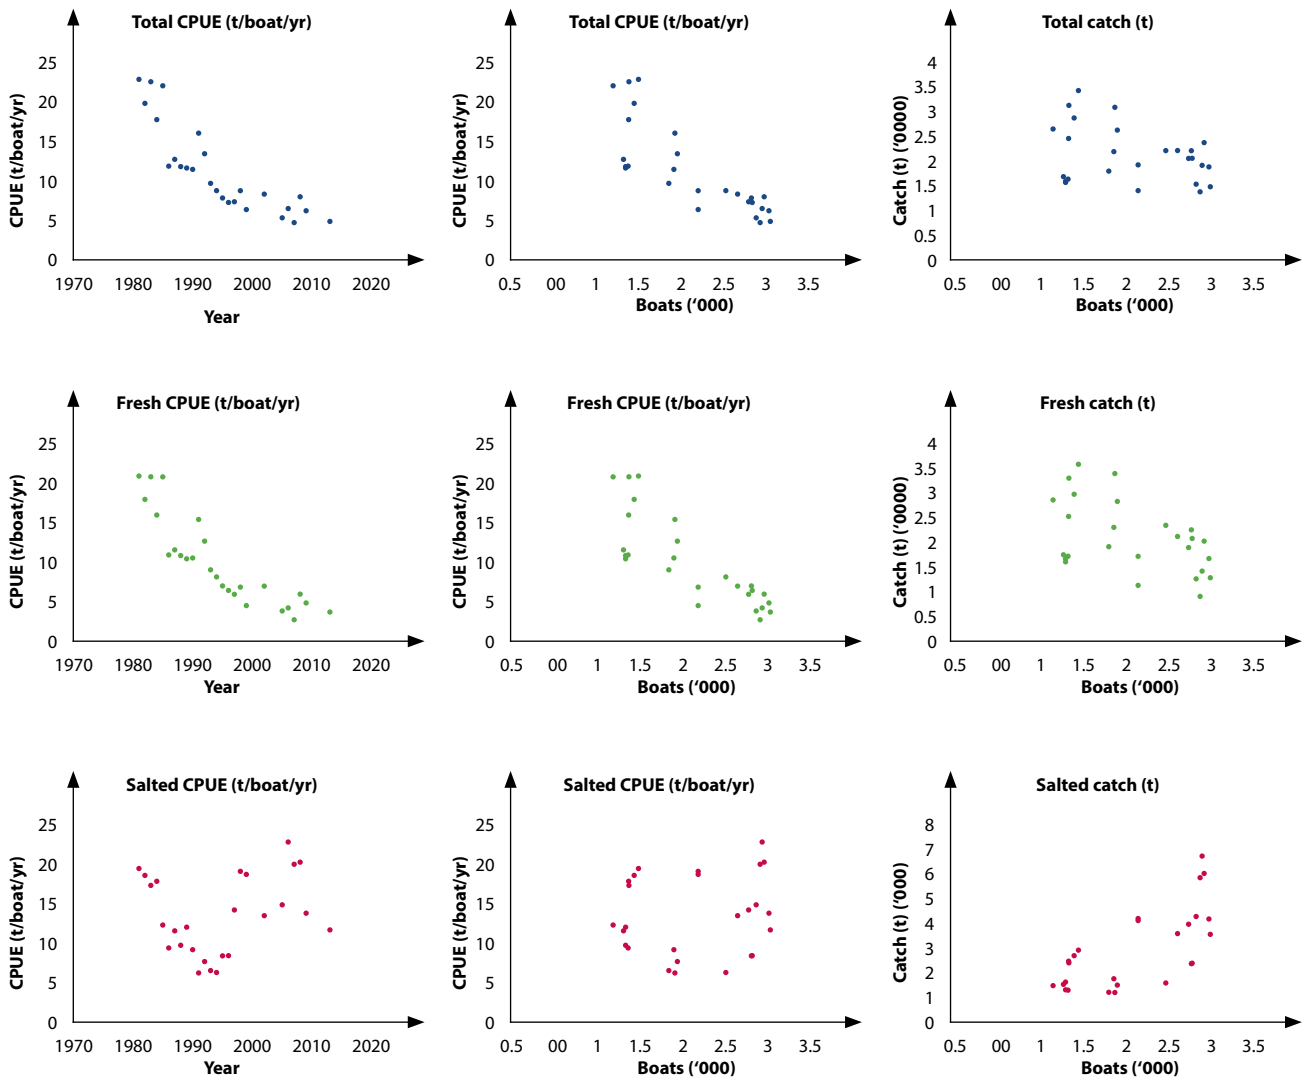 Total CPUE (t/boat/yr)
CPUE (t/boat/yr)
25
20
15
10
5
0
1970 1980 1990 2000 2010 2020
Year
Total CPUE (t/boat/yr)
CPUE (t/boat/yr)
25
20
15
10
5
0
0.5 00 1 1.5 2 2.5 3 3.5
Boats (‘000)
Total catch (t)
Catch (t) (‘0000)
4
3.5
3
2.5
2
1.5
1
0.5
0
0.5 00 1 1.5 2 2.5 3 3.5
Boats (‘000)
Fresh CPUE (t/boat/yr)
CPUE (t/boat/yr)
25
20
15
10
5
0
1970 1980 1990 2000 2010 2020
Year
Fresh CPUE (t/boat/yr)
CPUE (t/boat/yr)
25
20
15
10
5
0
0.5 00 1 1.5 2 2.5 3 3.5
Boats (‘000)
Fresh catch (t)
Catch (t) (‘0000)
4
3.5
3
2.5
2
1.5
1
0.5
0
0.5 00 1 1.5 2 2.5 3 3.5
Boats (‘000)
Salted CPUE (t/boat/yr)
CPUE (t/boat/yr)
25
20
15
10
5
0
1970 1980 1990 2000 2010 2020
Year
Salted CPUE (t/boat/yr)
CPUE (t/boat/yr)
25
20
15
10
5
0
0.5 00 1 1.5 2 2.5 3 3.5
Boats (‘000)
Salted catch (t)
Catch (t) (‘000)
8
7
6
5
4
3
2
1
0
0.5 00 1 1.5 2 2.5 3 3.5
Boats (‘000)